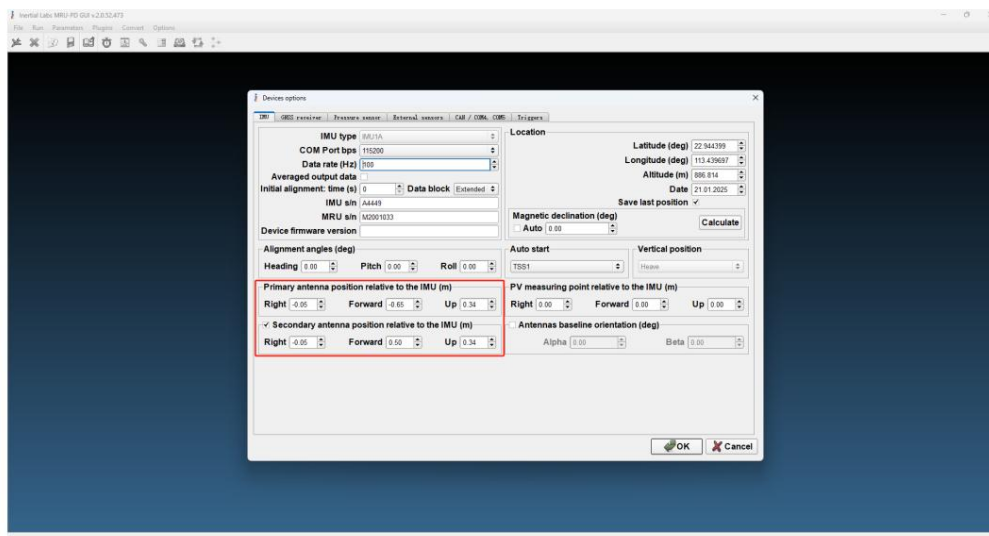 Inertial Labs MRU-PD GUI v.2.0.52.473
File Run Parameters Plugins Convert Options
Devices options
IMU GNSS receiver Pressure sensor External sensors CAN / COM4, COM5 Triggers
IMU type IMU1A
COM Port bps 115200
Data rate (Hz) 100
Averaged output data
Initial alignment: time (s) 0 Data block Extended
IMU s/n A4449
MRU s/n M2001033
Device firmware version
Location
Latitude (deg) 22.944399
Longitude (deg) 113.439697
Altitude (m) 886.814
Date 21.01.2025
Save last position
Magnetic declination (deg)
Auto 0.00
Calculate
Alignment angles (deg)
Heading 0.00 Pitch 0.00 Roll 0.00
Auto start
TSS1
Vertical position
Heave
Primary antenna position relative to the IMU (m)
Right -0.05 Forward -0.65 Up 0.34
PV measuring point relative to the IMU (m)
Right 0.00 Forward 0.00 Up 0.00
Secondary antenna position relative to the IMU (m)
Right -0.05 Forward 0.50 Up 0.34
Antennas baseline orientation (deg)
Alpha 0.00 Beta 0.00
OK Cancel